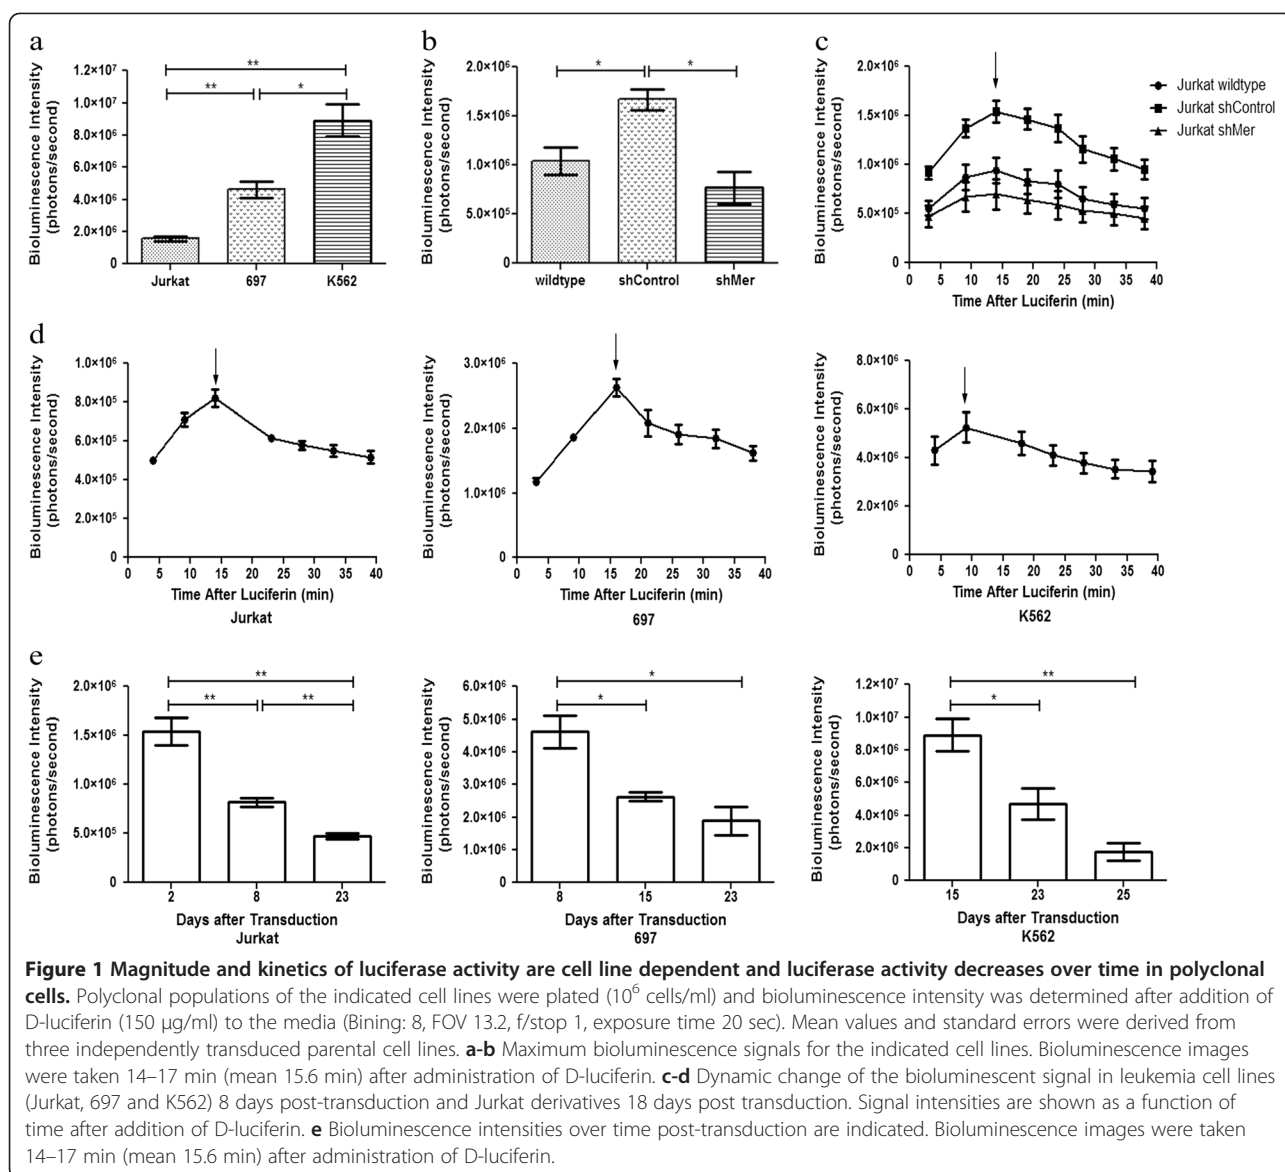 a
Bioluminescence Intensity
(photons/second)
1.2×10⁷
1.0×10⁷
8.0×10⁶
6.0×10⁶
4.0×10⁶
2.0×10⁶
0
**
**
*
Jurkat 697 K562
b
Bioluminescence Intensity
(photons/second)
2.0×10⁶
1.5×10⁶
1.0×10⁶
5.0×10⁵
0
*
*
wildtype shControl shMer
c
Bioluminescence Intensity
(photons/second)
2.0×10⁶
1.5×10⁶
1.0×10⁶
5.0×10⁵
0
0 5 10 15 20 25 30 35 40
Time After Luciferin (min)
Jurkat wildtype
Jurkat shControl
Jurkat shMer
d
Bioluminescence Intensity
(photons/second)
1.0×10⁶
8.0×10⁵
6.0×10⁵
4.0×10⁵
2.0×10⁵
0
0 5 10 15 20 25 30 35 40
Time After Luciferin (min)
Jurkat
Bioluminescence Intensity
(photons/second)
3.0×10⁶
2.0×10⁶
1.0×10⁶
0
0 5 10 15 20 25 30 35 40
Time After Luciferin (min)
697
Bioluminescence Intensity
(photons/second)
8.0×10⁶
6.0×10⁶
4.0×10⁶
2.0×10⁶
0
0 5 10 15 20 25 30 35 40
Time After Luciferin (min)
K562
e
Bioluminescence Intensity
(photons/second)
2.0×10⁶
1.5×10⁶
1.0×10⁶
5.0×10⁵
0
**
**
**
2 8 23
Days after Transduction
Jurkat
Bioluminescence Intensity
(photons/second)
6.0×10⁶
5.0×10⁶
4.0×10⁶
3.0×10⁶
2.0×10⁶
1.0×10⁶
0
*
*
8 15 23
Days after Transduction
697
Bioluminescence Intensity
(photons/second)
1.2×10⁷
1.0×10⁷
8.0×10⁶
6.0×10⁶
4.0×10⁶
2.0×10⁶
0
**
*
15 23 25
Days after Transduction
K562
Figure 1 Magnitude and kinetics of luciferase activity are cell line dependent and luciferase activity decreases over time in polyclonal
cells. Polyclonal populations of the indicated cell lines were plated (10⁶ cells/ml) and bioluminescence intensity was determined after addition of
D-luciferin (150 μg/ml) to the media (Bining: 8, FOV 13.2, f/stop 1, exposure time 20 sec). Mean values and standard errors were derived from
three independently transduced parental cell lines. a-b Maximum bioluminescence signals for the indicated cell lines. Bioluminescence images
were taken 14–17 min (mean 15.6 min) after administration of D-luciferin. c-d Dynamic change of the bioluminescent signal in leukemia cell lines
(Jurkat, 697 and K562) 8 days post-transduction and Jurkat derivatives 18 days post transduction. Signal intensities are shown as a function of
time after addition of D-luciferin. e Bioluminescence intensities over time post-transduction are indicated. Bioluminescence images were taken
14–17 min (mean 15.6 min) after administration of D-luciferin.